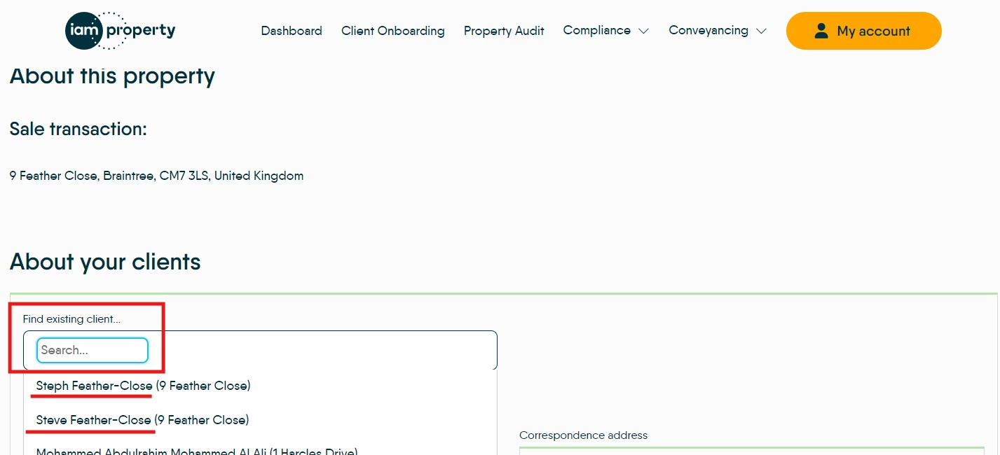 iam property
Dashboard Client Onboarding Property Audit Compliance Conveyancing My account
About this property
Sale transaction:
9 Feather Close, Braintree, CM7 3LS, United Kingdom
About your clients
Find existing client...
Search...
Steph Feather-Close (9 Feather Close)
Steve Feather-Close (9 Feather Close)
Correspondence address
Mohammed Abdulrahim Mohammed Al Ali (1 Harcles Drive)